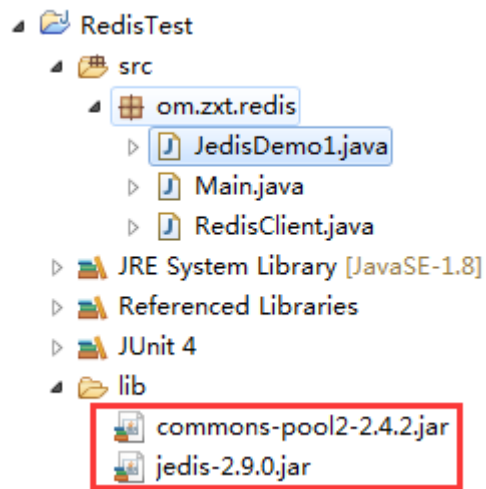 RedisTest
src
om.zxt.redis
JedisDemo1.java
Main.java
RedisClient.java
JRE System Library [JavaSE-1.8]
Referenced Libraries
JUnit 4
lib
commons-pool2-2.4.2.jar
jedis-2.9.0.jar